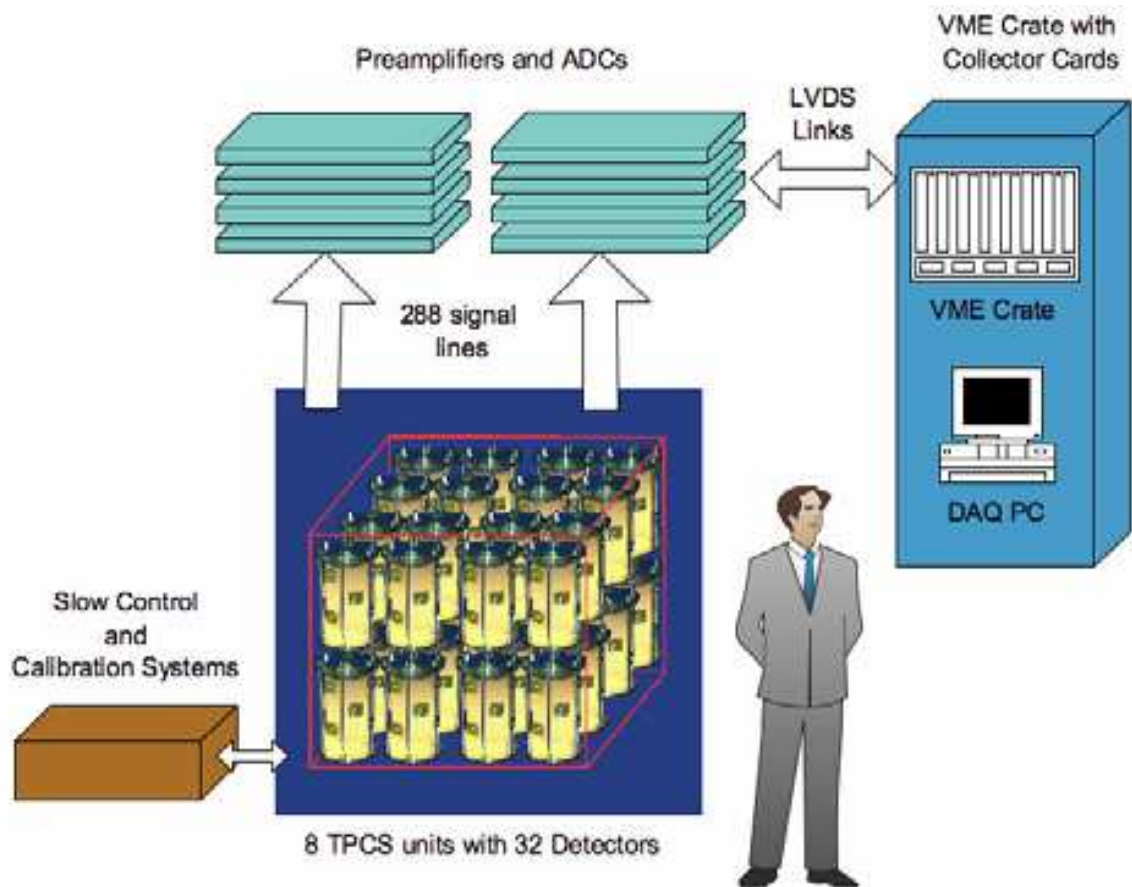 VME Crate with
Collector Cards
Preamplifiers and ADCs
LVDS
Links
288 signal
lines
VME Crate
DAQ PC
Slow Control
and
Calibration Systems
8 TPCS units with 32 Detectors